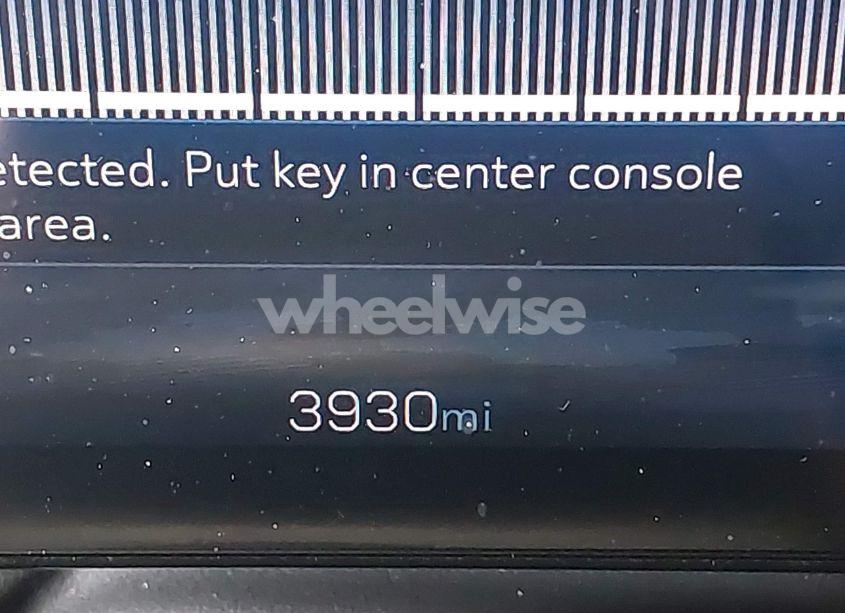 etected. Put key in center console
area.
wheelwise
3930mi